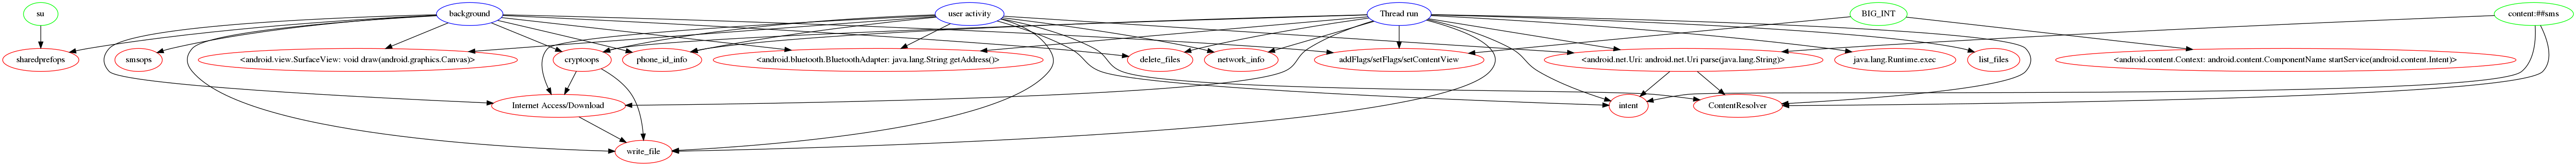 su
background
user activity
Thread run
BIG_INT
content:##sms
sharedprefops
smsops
<android.view.SurfaceView: void draw(android.graphics.Canvas)>
cryptoops
phone_id_info
<android.bluetooth.BluetoothAdapter: java.lang.String getAddress()>
delete_files
network_info
addFlags/setFlags/setContentView
<android.net.Uri: android.net.Uri parse(java.lang.String)>
java.lang.Runtime.exec
list_files
<android.content.Context: android.content.ComponentName startService(android.content.Intent)>
Internet Access/Download
intent
ContentResolver
write_file